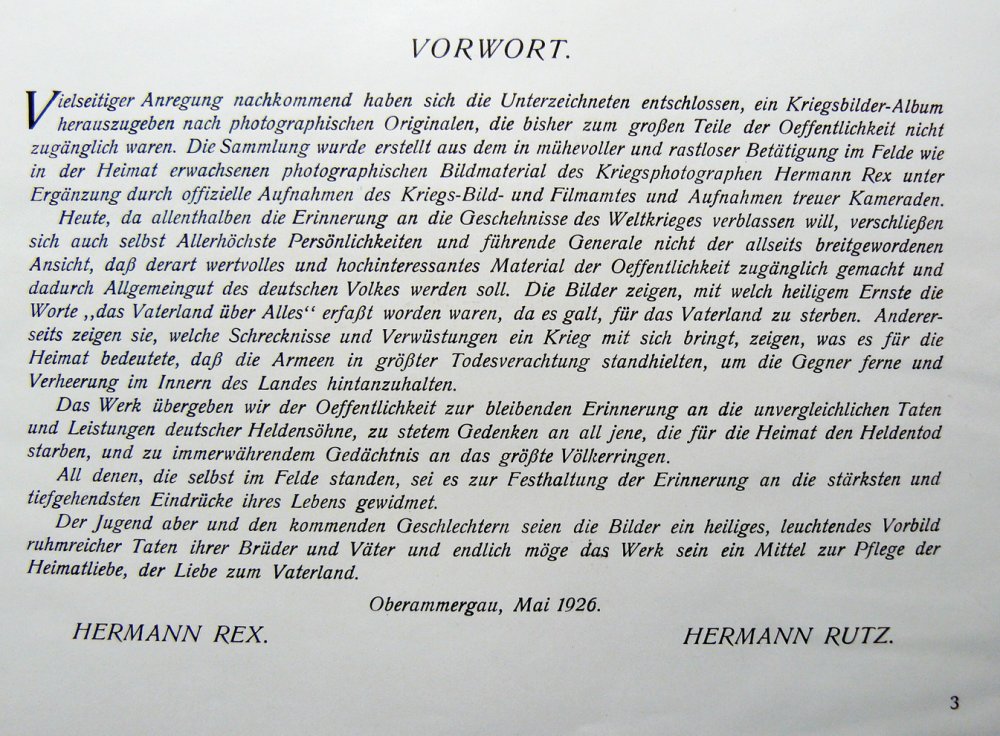 VORWORT.
Vielseitiger Anregung nachkommend haben sich die Unterzeichneten entschlossen, ein Kriegsbilder-Album
herauszugeben nach photographischen Originalen, die bisher zum großen Teile der Oeffentlichkeit nicht
zugänglich waren. Die Sammlung wurde erstellt aus dem in mühevoller und rastloser Betätigung im Felde wie
in der Heimat erwachsenen photographischen Bildmaterial des Kriegsphotographen Hermann Rex unter
Ergänzung durch offizielle Aufnahmen des Kriegs-Bild- und Filmamtes und Aufnahmen treuer Kameraden.
Heute, da allenthalben die Erinnerung an die Geschehnisse des Weltkrieges verblassen will, verschließen
sich auch selbst Allerhöchste Persönlichkeiten und führende Generale nicht der allseits breitgewordenen
Ansicht, daß derart wertvolles und hochinteressantes Material der Oeffentlichkeit zugänglich gemacht und
dadurch Allgemeingut des deutschen Volkes werden soll. Die Bilder zeigen, mit welch heiligem Ernste die
Worte ,,das Vaterland über Alles“ erfaßt worden waren, da es galt, für das Vaterland zu sterben. Anderer-
seits zeigen sie, welche Schrecknisse und Verwüstungen ein Krieg mit sich bringt, zeigen, was es für die
Heimat bedeutete, daß die Armeen in größter Todesverachtung standhielten, um die Gegner ferne und
Verheerung im Innern des Landes hintanzuhalten.
Das Werk übergeben wir der Oeffentlichkeit zur bleibenden Erinnerung an die unvergleichlichen Taten
und Leistungen deutscher Heldensöhne, zu stetem Gedenken an all jene, die für die Heimat den Heldentod
starben, und zu immerwährendem Gedächtnis an das größte Völkerringen.
All denen, die selbst im Felde standen, sei es zur Festhaltung der Erinnerung an die stärksten und
tiefgehendsten Eindrücke ihres Lebens gewidmet.
Der Jugend aber und den kommenden Geschlechtern seien die Bilder ein heiliges, leuchtendes Vorbild
ruhmreicher Taten ihrer Brüder und Väter und endlich möge das Werk sein ein Mittel zur Pflege der
Heimatliebe, der Liebe zum Vaterland.
Oberammergau, Mai 1926.
HERMANN REX.
HERMANN RUTZ.
3